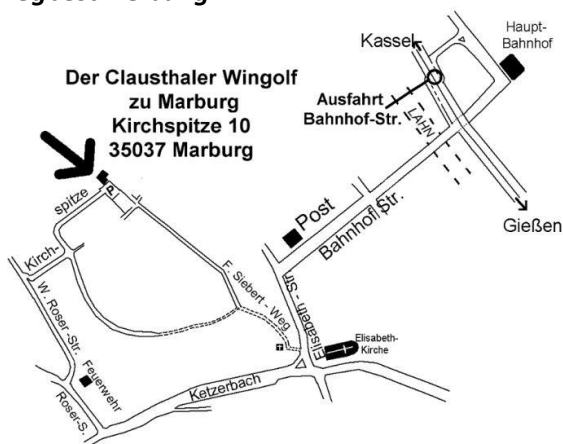 Kassel
Haupt-
Bahnhof
Der Clausthaler Wingolf
zu Marburg
Kirchspitze 10
35037 Marburg
Ausfahrt
Bahnhof-Str.
LAHN
Gießen
Post
Bahnhof Str.
P
spitze
Kirch-
F. Siebert - Weg
Elisabeth - Str.
Elisabeth-
Kirche
W. Roser -Str.
Feuerwehr
Roser-S.
Ketzerbach